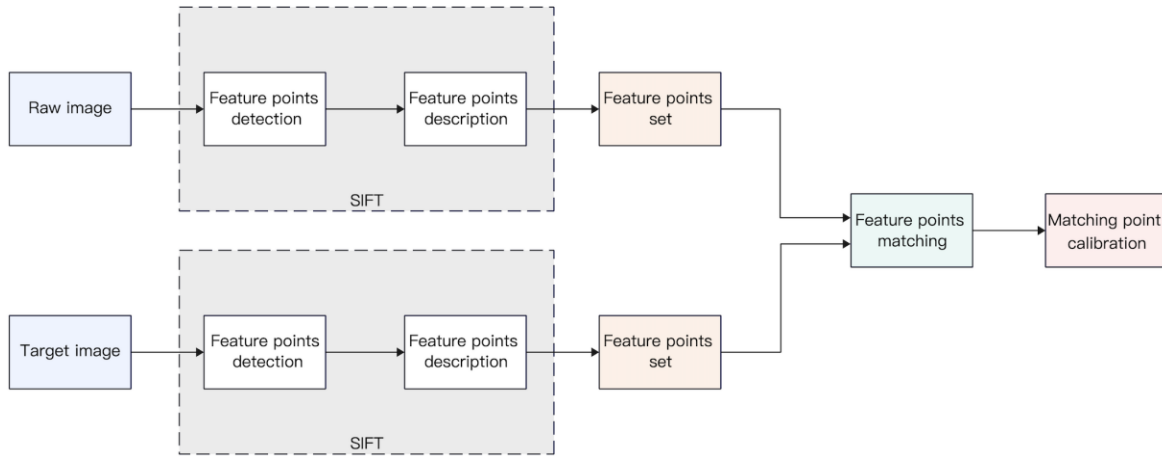 Raw image
Feature points
detection
Feature points
description
SIFT
Feature points
set
Target image
Feature points
detection
Feature points
description
SIFT
Feature points
set
Feature points
matching
Matching point
calibration